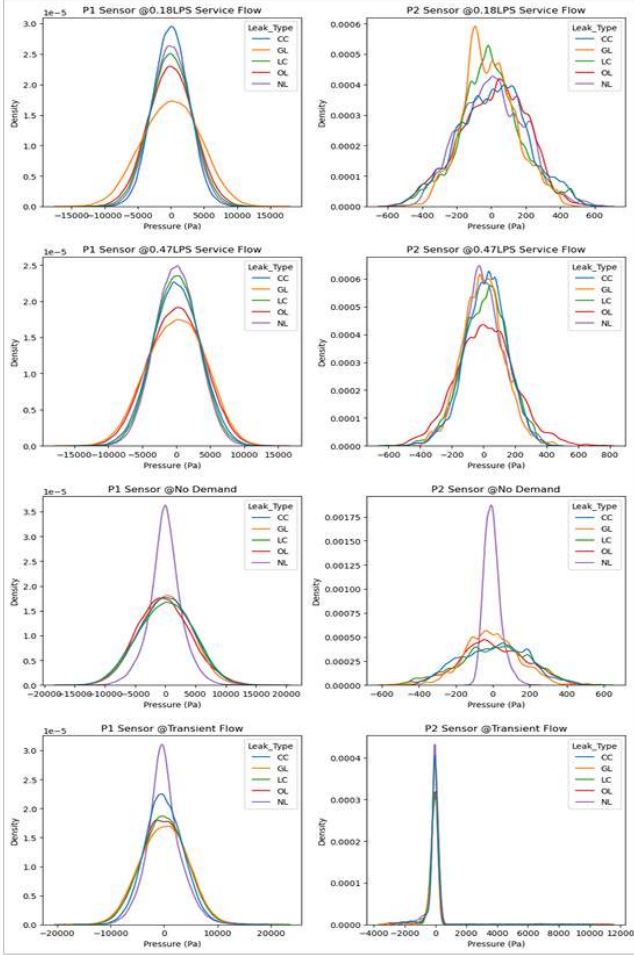 P1 Sensor @0.18LPS Service Flow
1e−5
3.0
2.5
2.0
1.5
1.0
0.5
0.0
Density
−15000 −10000 −5000 0 5000 10000 15000
Pressure (Pa)
Leak_Type
CC
GL
LC
OL
NL
P2 Sensor @0.18LPS Service Flow
0.0006
0.0005
0.0004
0.0003
0.0002
0.0001
0.0000
Density
−600 −400 −200 0 200 400 600
Pressure (Pa)
Leak_Type
CC
GL
LC
OL
NL
P1 Sensor @0.47LPS Service Flow
1e−5
2.5
2.0
1.5
1.0
0.5
0.0
Density
−15000 −10000 −5000 0 5000 10000 15000
Pressure (Pa)
Leak_Type
CC
GL
LC
OL
NL
P2 Sensor @0.47LPS Service Flow
0.0006
0.0005
0.0004
0.0003
0.0002
0.0001
0.0000
Density
−600 −400 −200 0 200 400 600 800
Pressure (Pa)
Leak_Type
CC
GL
LC
OL
NL
P1 Sensor @No Demand
1e−5
3.5
3.0
2.5
2.0
1.5
1.0
0.5
0.0
Density
−20000 −15000 −10000 −5000 0 5000 10000 15000 20000
Pressure (Pa)
Leak_Type
CC
GL
LC
OL
NL
P2 Sensor @No Demand
0.00175
0.00150
0.00125
0.00100
0.00075
0.00050
0.00025
0.00000
Density
−600 −400 −200 0 200 400 600
Pressure (Pa)
Leak_Type
CC
GL
LC
OL
NL
P1 Sensor @Transient Flow
1e−5
3.0
2.5
2.0
1.5
1.0
0.5
0.0
Density
−20000 −10000 0 10000 20000
Pressure (Pa)
Leak_Type
CC
GL
LC
OL
NL
P2 Sensor @Transient Flow
0.0004
0.0003
0.0002
0.0001
0.0000
Density
−4000 −2000 0 2000 4000 6000 8000 10000 12000
Pressure (Pa)
Leak_Type
CC
GL
LC
OL
NL